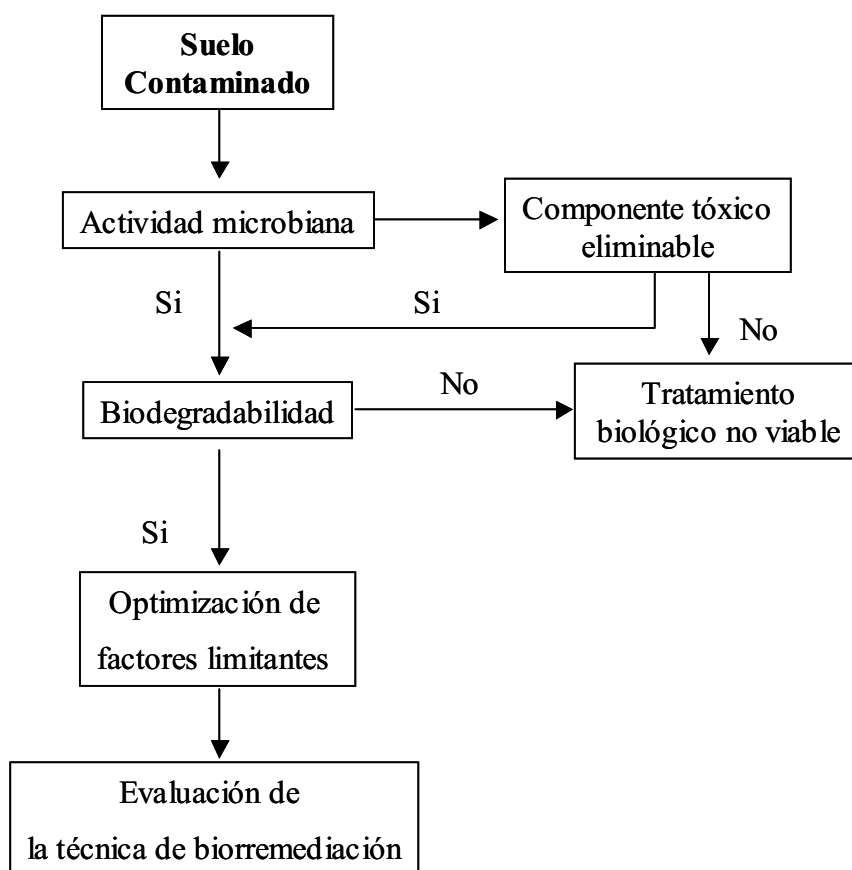 Suelo
Contaminado
Actividad microbiana
Componente tóxico
eliminable
Si
Si
No
Biodegradabilidad
No
Tratamiento
biológico no viable
Si
Optimización de
factores limitantes
Evaluación de
la técnica de biorremediación